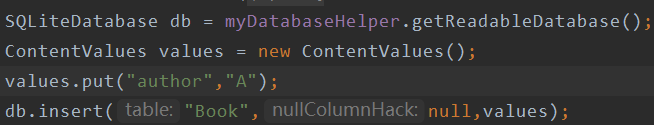 SQLiteDatabase db = myDatabaseHelper.getReadableDatabase();
ContentValues values = new ContentValues();
values.put("author","A");
db.insert( table: "Book", nullColumnHack: null,values);